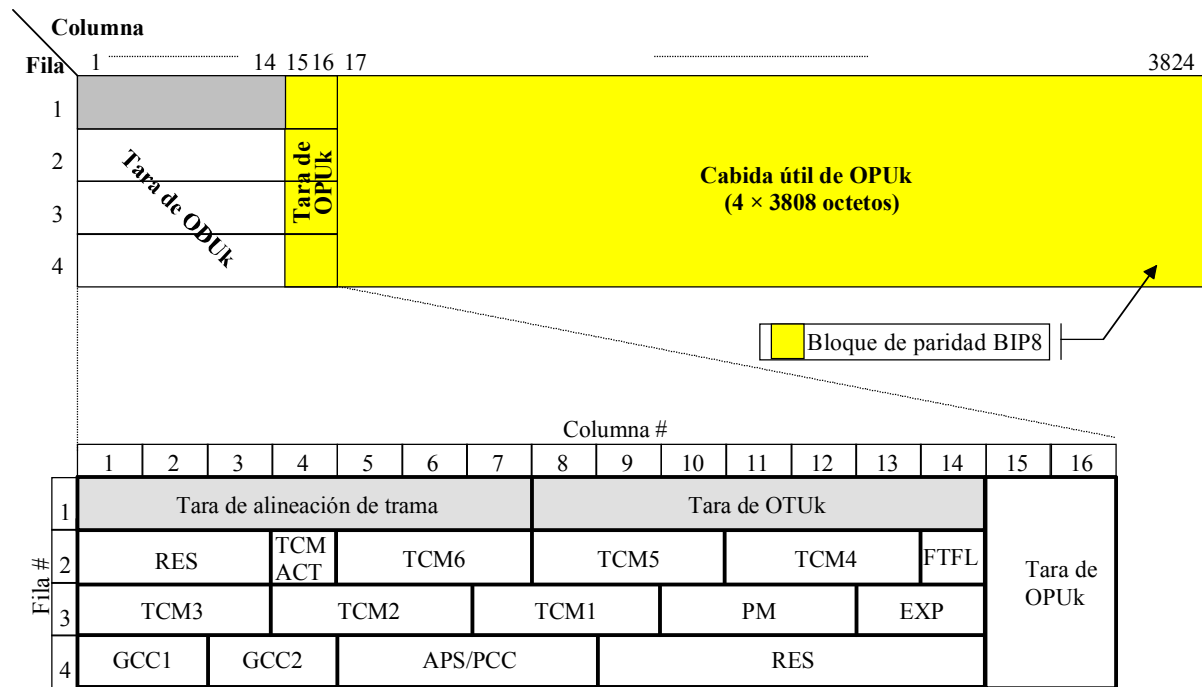 Columna
Fila 1 14 15 16 17 3824
1
2
3
4
Tara de ODUk
Tara de
OPUk
Cabida útil de OPUk
(4 × 3808 octetos)
Bloque de paridad BIP8
Columna #
1 2 3 4 5 6 7 8 9 10 11 12 13 14 15 16
Fila #
1 Tara de alineación de trama Tara de OTUk
2 RES TCM ACT TCM6 TCM5 TCM4 FTFL
Tara de
OPUk
3 TCM3 TCM2 TCM1 PM EXP
4 GCC1 GCC2 APS/PCC RES